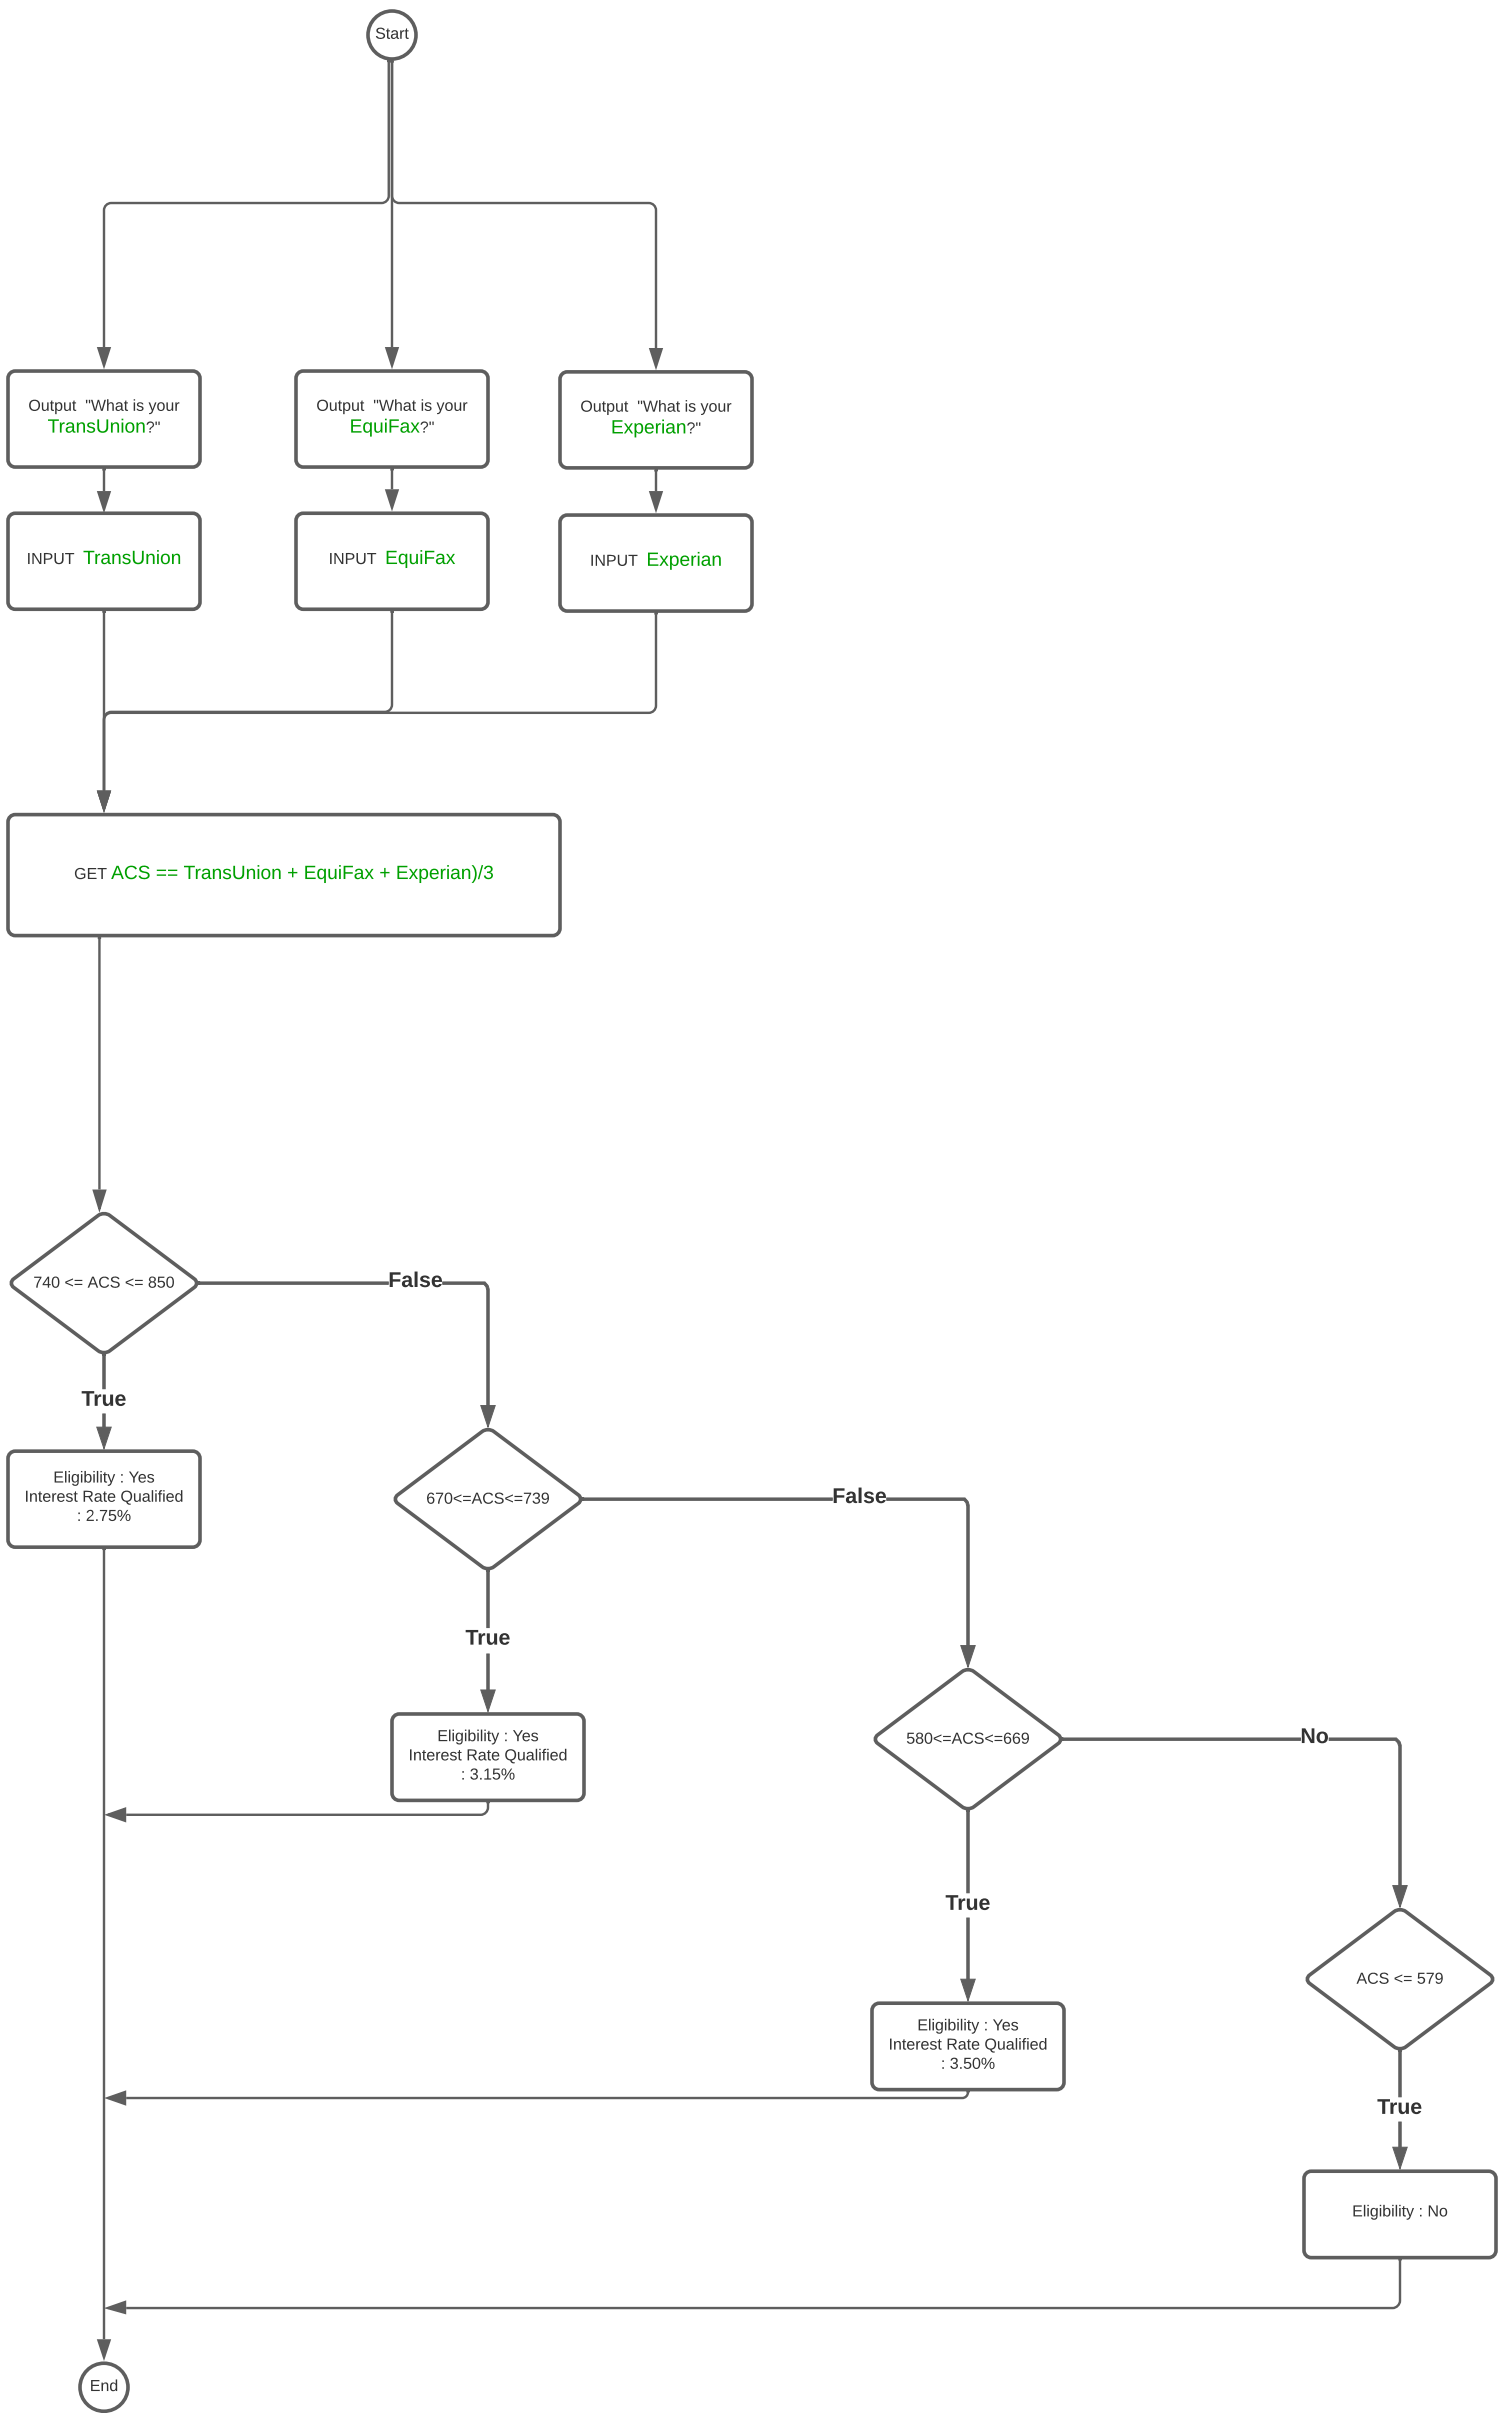 Start
Output  "What is your
TransUnion?"
Output  "What is your
EquiFax?"
Output  "What is your
Experian?"
INPUT  TransUnion
INPUT  EquiFax
INPUT  Experian
GET ACS == TransUnion + EquiFax + Experian)/3
740 <= ACS <= 850
False
True
Eligibility : Yes
Interest Rate Qualified
: 2.75%
670<=ACS<=739
False
True
Eligibility : Yes
Interest Rate Qualified
: 3.15%
580<=ACS<=669
No
True
Eligibility : Yes
Interest Rate Qualified
: 3.50%
ACS <= 579
True
Eligibility : No
End